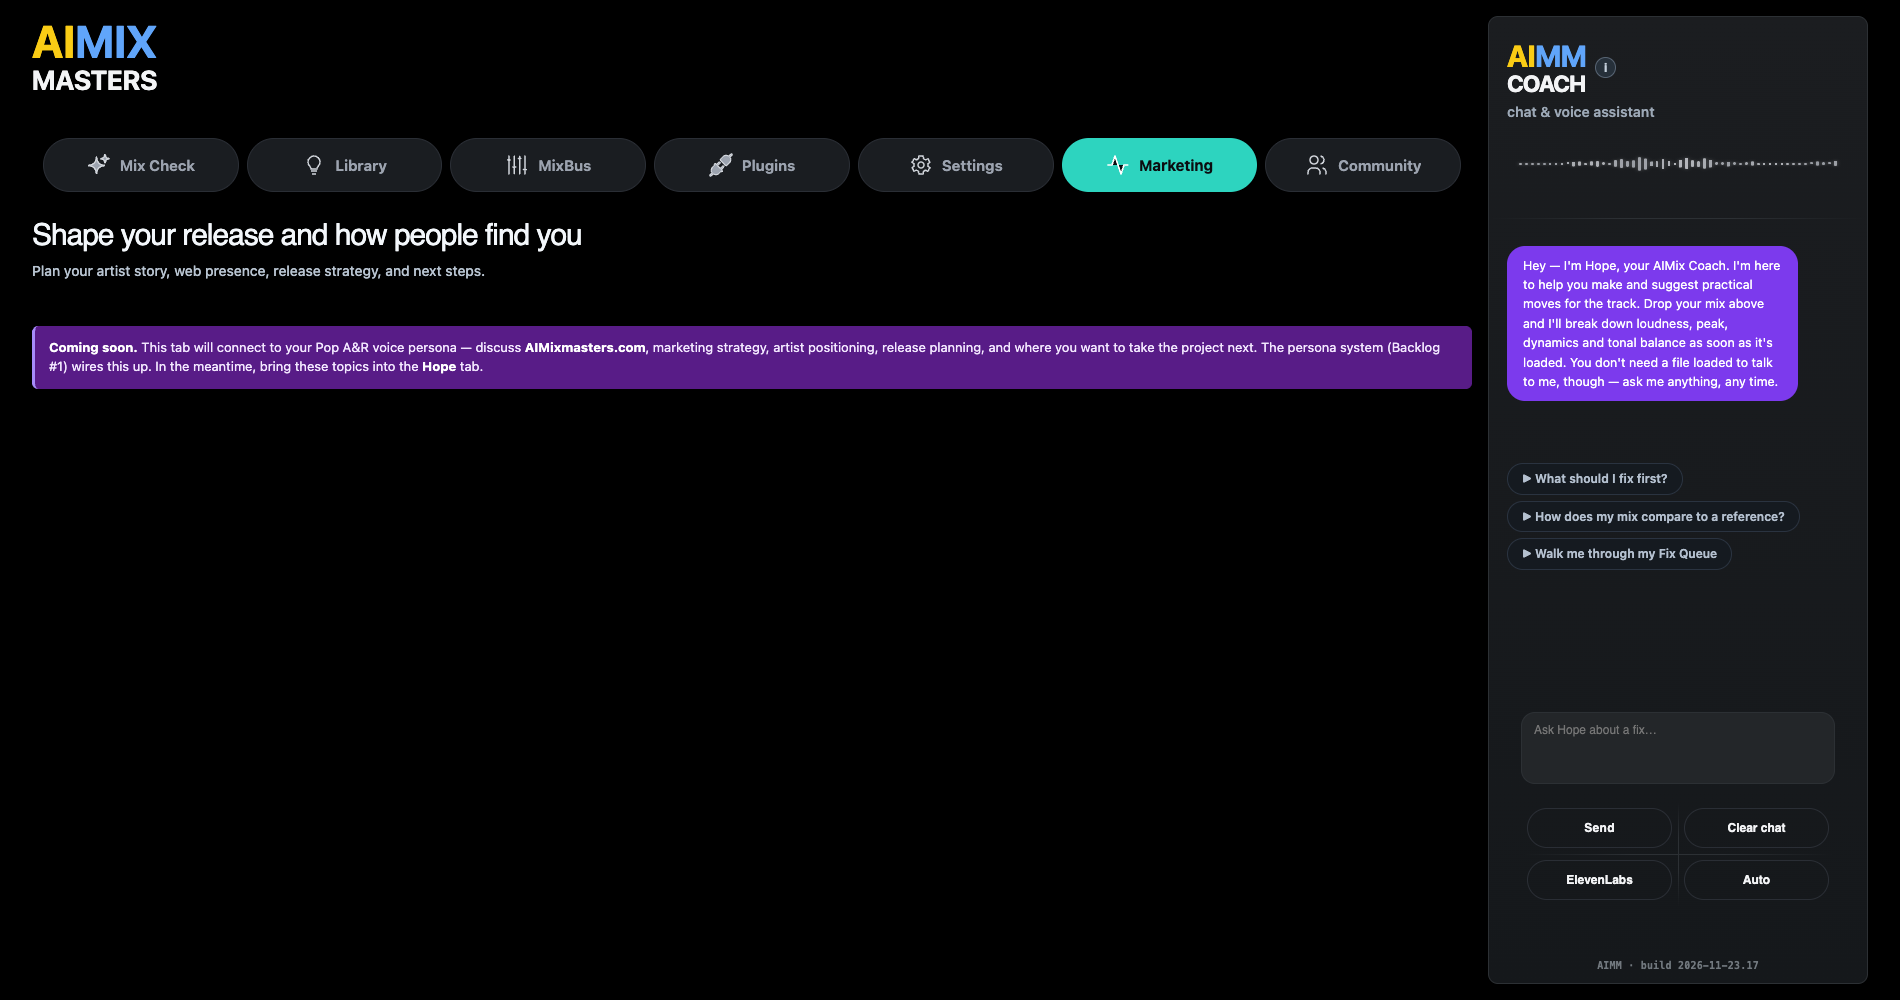 AIMIX
MASTERS
Mix Check
Library
MixBus
Plugins
Settings
Marketing
Community
Shape your release and how people find you
Plan your artist story, web presence, release strategy, and next steps.
Coming soon. This tab will connect to your Pop A&R voice persona — discuss AIMixmasters.com, marketing strategy, artist positioning, release planning, and where you want to take the project next. The persona system (Backlog
#1) wires this up. In the meantime, bring these topics into the Hope tab.
AIMM
COACH
i
chat & voice assistant
Hey — I'm Hope, your AIMix Coach. I'm here
to help you make and suggest practical
moves for the track. Drop your mix above
and I'll break down loudness, peak,
dynamics and tonal balance as soon as it's
loaded. You don't need a file loaded to talk
to me, though — ask me anything, any time.
▶ What should I fix first?
▶ How does my mix compare to a reference?
▶ Walk me through my Fix Queue
Ask Hope about a fix...
Send
Clear chat
ElevenLabs
Auto
AIMM · build 2026-11-23.17